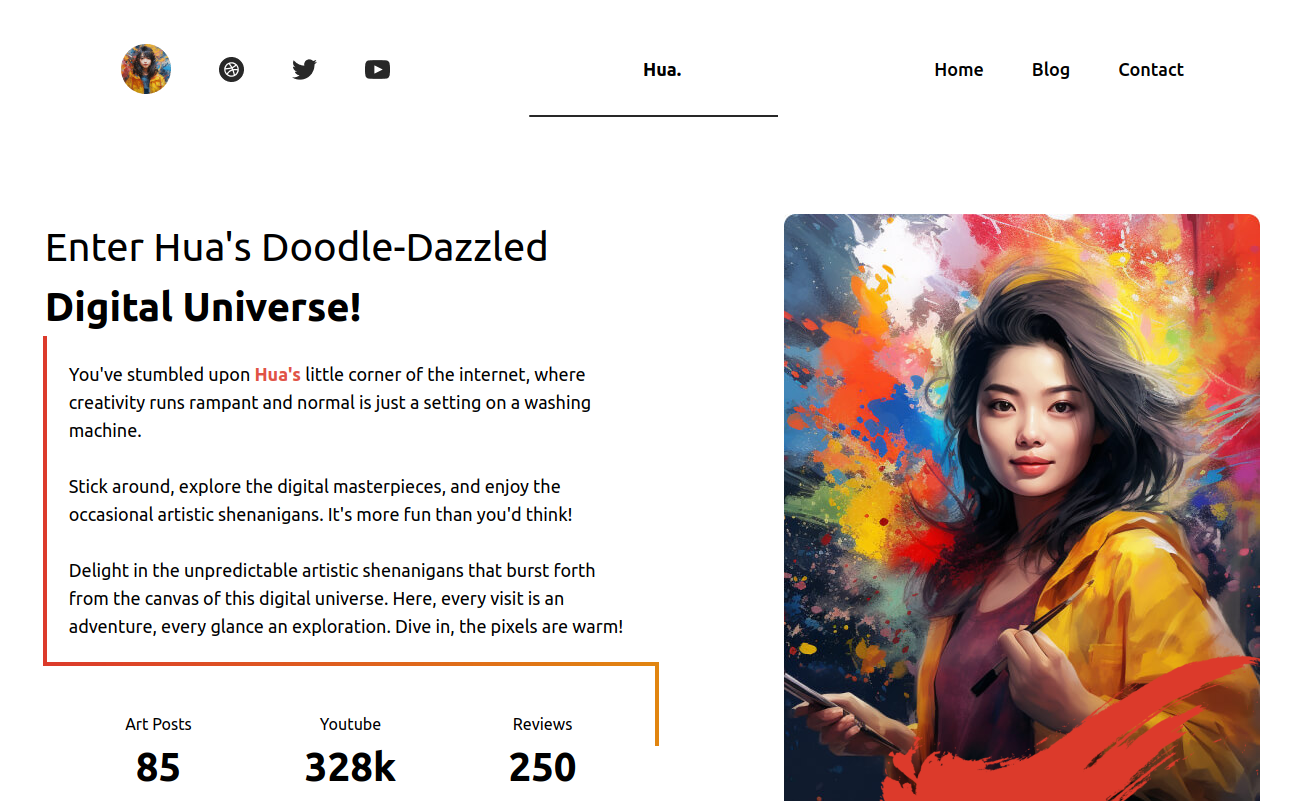 Hua.
Home Blog Contact
Enter Hua's Doodle-Dazzled
Digital Universe!
You've stumbled upon Hua's little corner of the internet, where
creativity runs rampant and normal is just a setting on a washing
machine.
Stick around, explore the digital masterpieces, and enjoy the
occasional artistic shenanigans. It's more fun than you'd think!
Delight in the unpredictable artistic shenanigans that burst forth
from the canvas of this digital universe. Here, every visit is an
adventure, every glance an exploration. Dive in, the pixels are warm!
Art Posts Youtube Reviews
85 328k 250